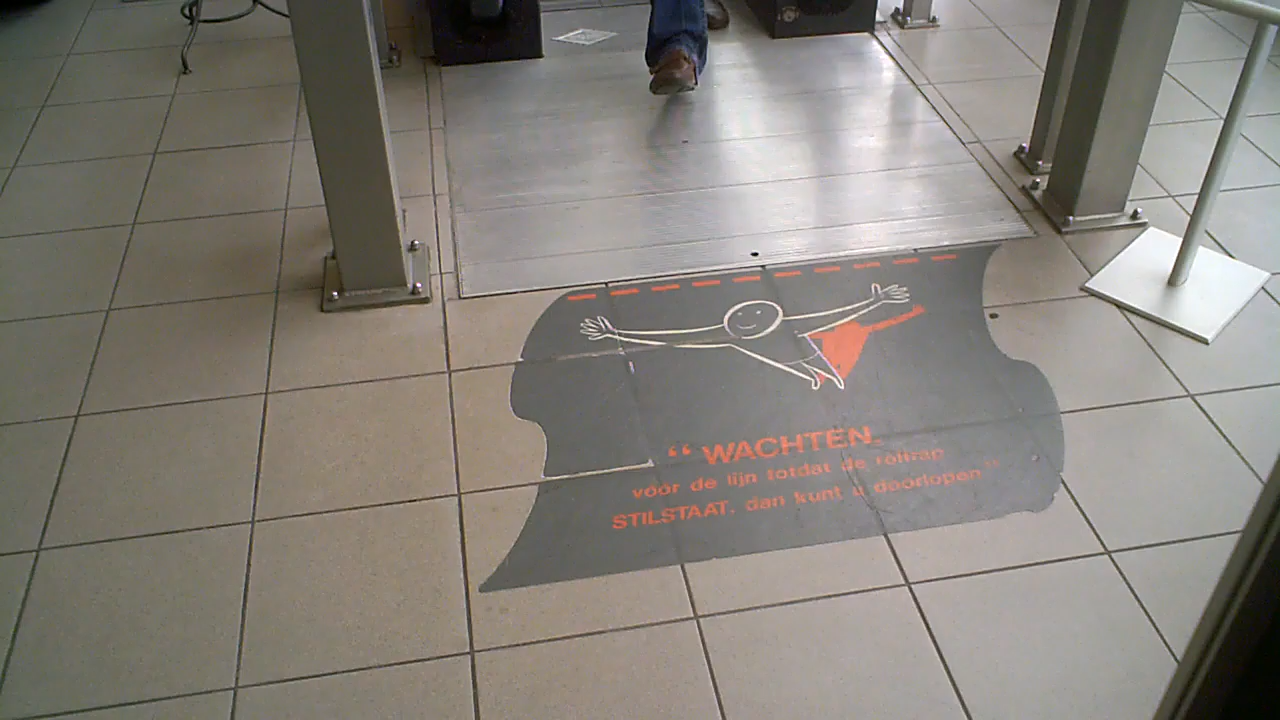 “ WACHTEN.
voor de lijn totdat de roltrap
STILSTAAT. dan kunt u doorlopen ”